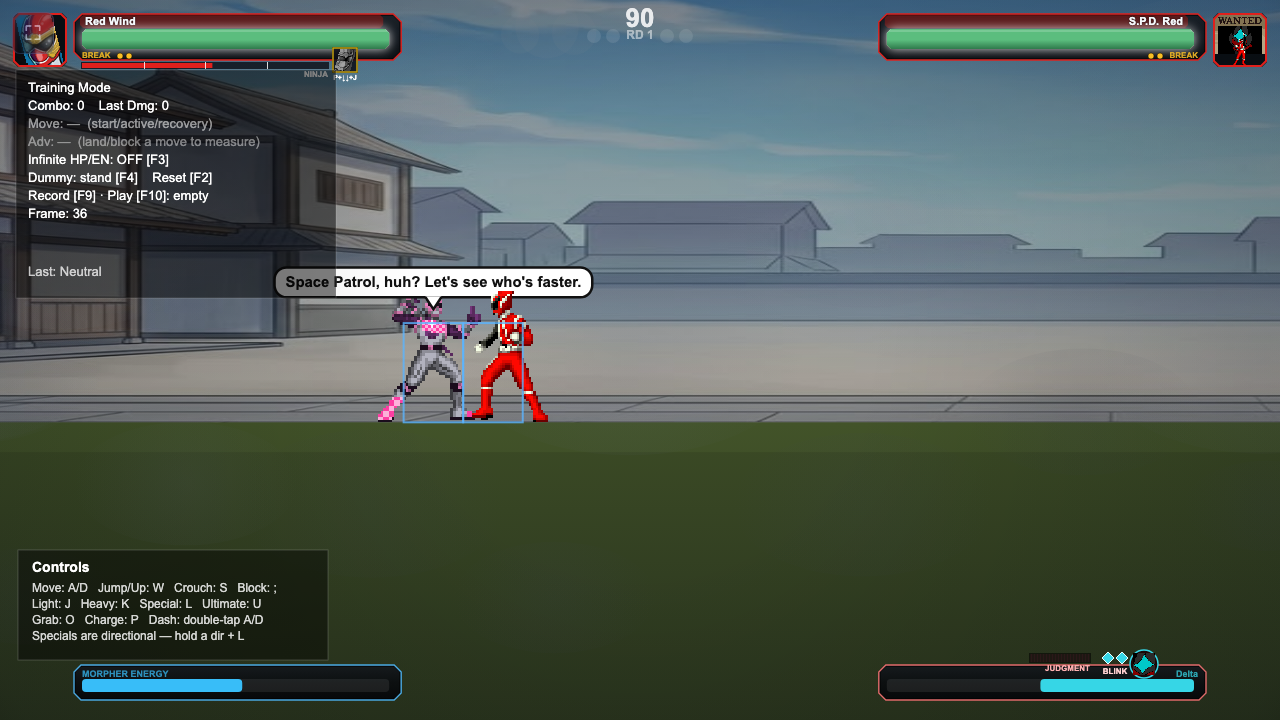 Red Wind
90
RD 1
S.P.D. Red
WANTED
BREAK
BREAK
NINJA
Training Mode
Combo: 0 Last Dmg: 0
Move: — (start/active/recovery)
Adv: — (land/block a move to measure)
Infinite HP/EN: OFF [F3]
Dummy: stand [F4] Reset [F2]
Record [F9] · Play [F10]: empty
Frame: 36
Last: Neutral
Space Patrol, huh? Let's see who's faster.
Controls
Move: A/D Jump/Up: W Crouch: S Block: ;
Light: J Heavy: K Special: L Ultimate: U
Grab: O Charge: P Dash: double-tap A/D
Specials are directional — hold a dir + L
MORPHER ENERGY
JUDGMENT
BLINK
Delta